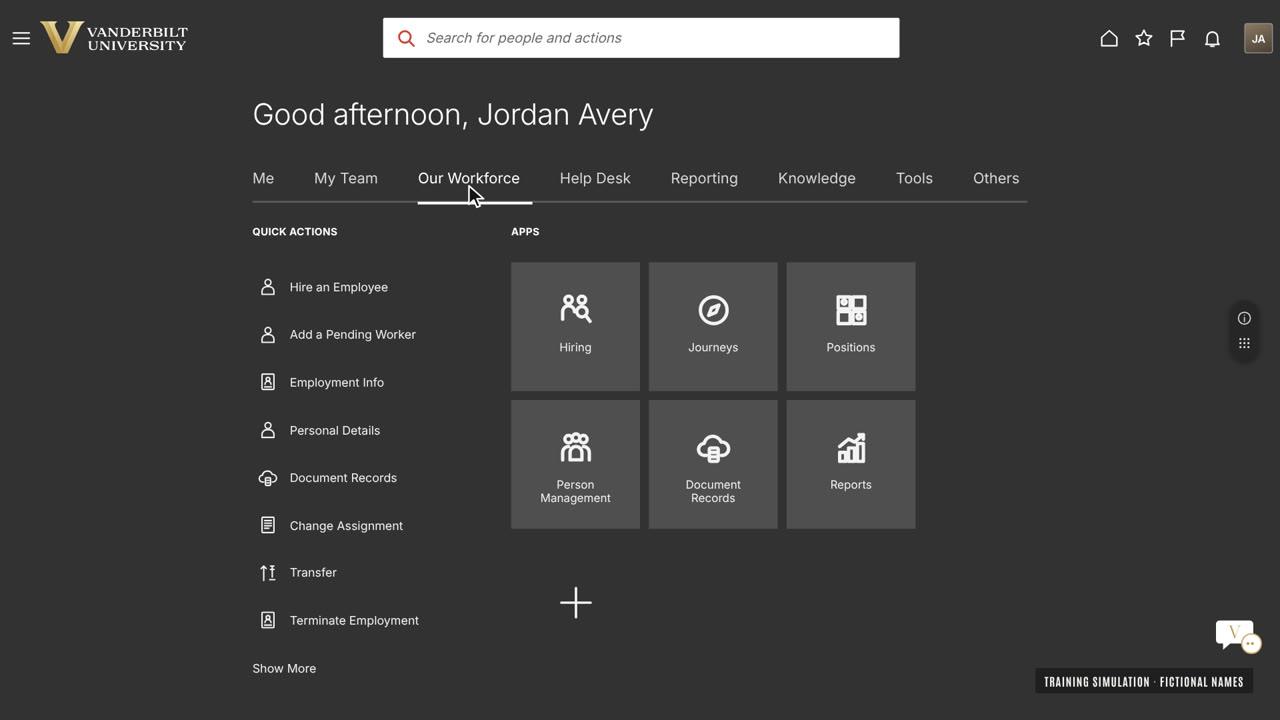 VANDERBILT
UNIVERSITY
Search for people and actions
JA
Good afternoon, Jordan Avery
Me
My Team
Our Workforce
Help Desk
Reporting
Knowledge
Tools
Others
QUICK ACTIONS
Hire an Employee
Add a Pending Worker
Employment Info
Personal Details
Document Records
Change Assignment
Transfer
Terminate Employment
Show More
APPS
Hiring
Journeys
Positions
Person
Management
Document
Records
Reports
V
TRAINING SIMULATION · FICTIONAL NAMES